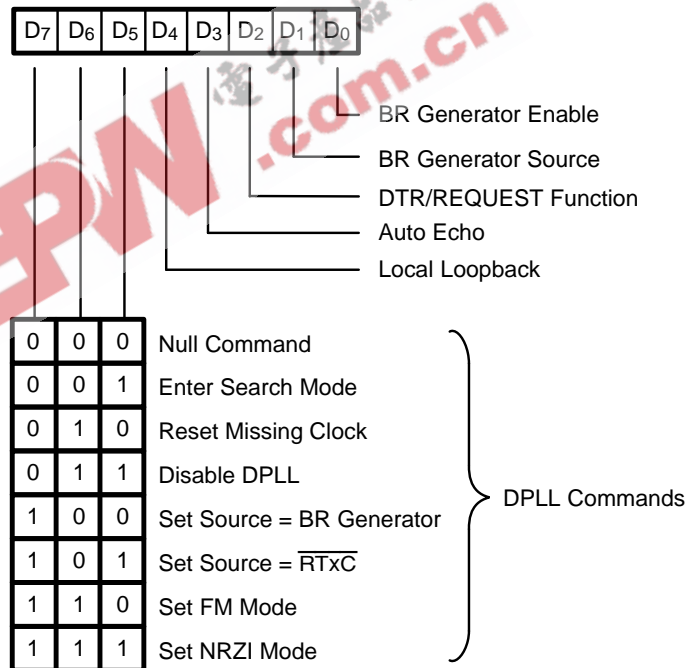 D7 D6 D5 D4 D3 D2 D1 D0
BR Generator Enable
BR Generator Source
DTR/REQUEST Function
Auto Echo
Local Loopback
0 0 0 Null Command
0 0 1 Enter Search Mode
0 1 0 Reset Missing Clock
0 1 1 Disable DPLL
1 0 0 Set Source = BR Generator
1 0 1 Set Source = RTxC
1 1 0 Set FM Mode
1 1 1 Set NRZI Mode
DPLL Commands
.com.cn